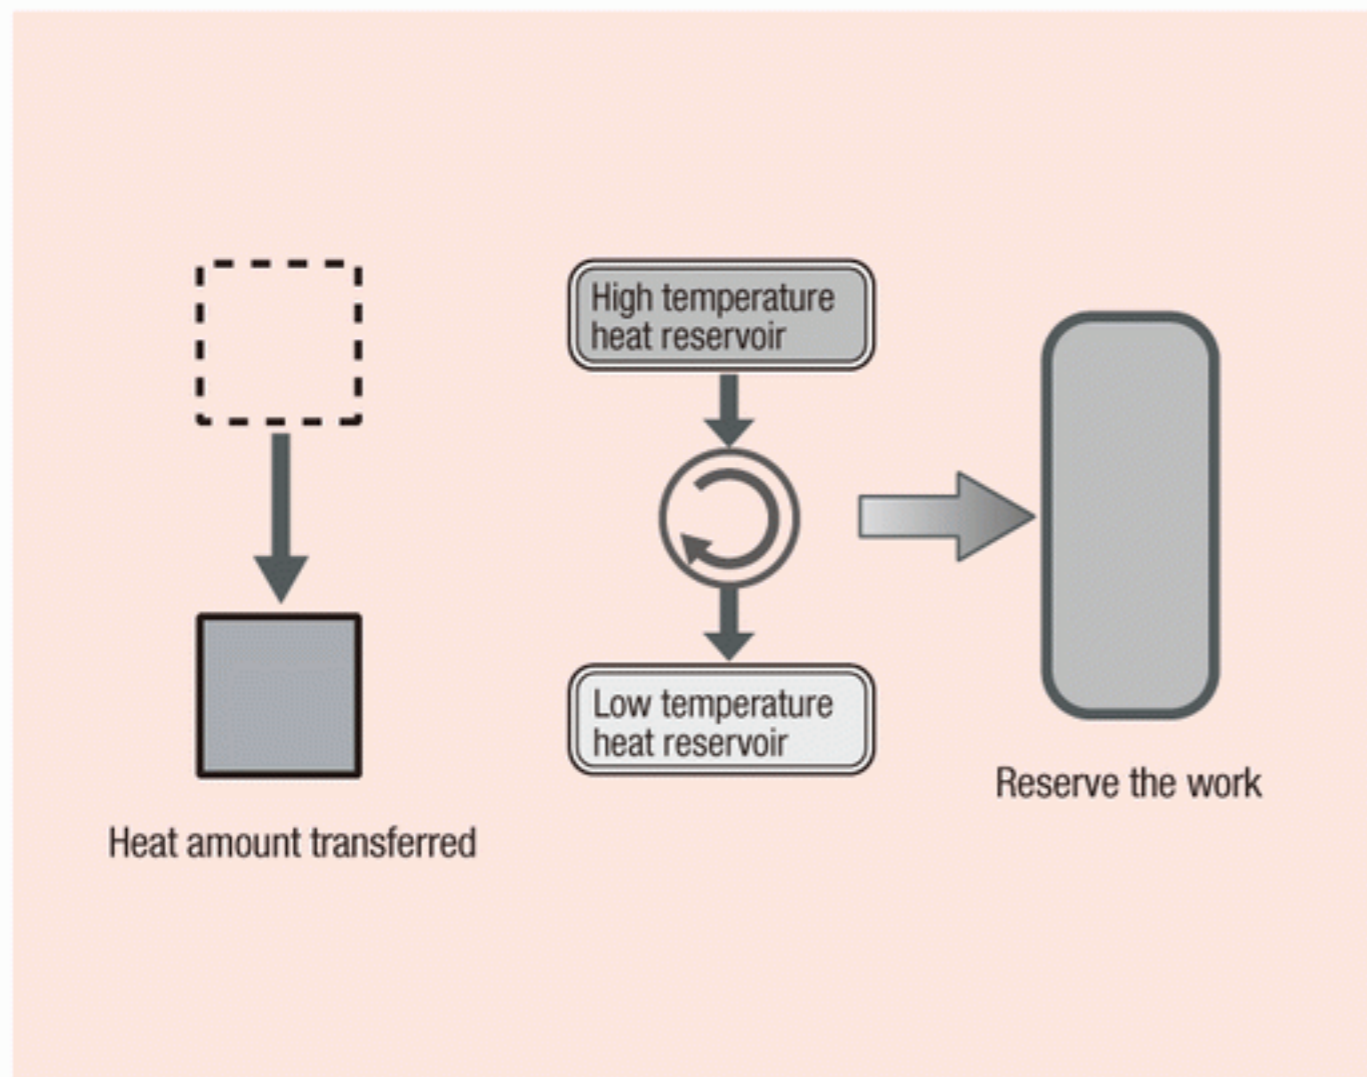 High temperature
heat reservoir
Low temperature
heat reservoir
Reserve the work
Heat amount transferred